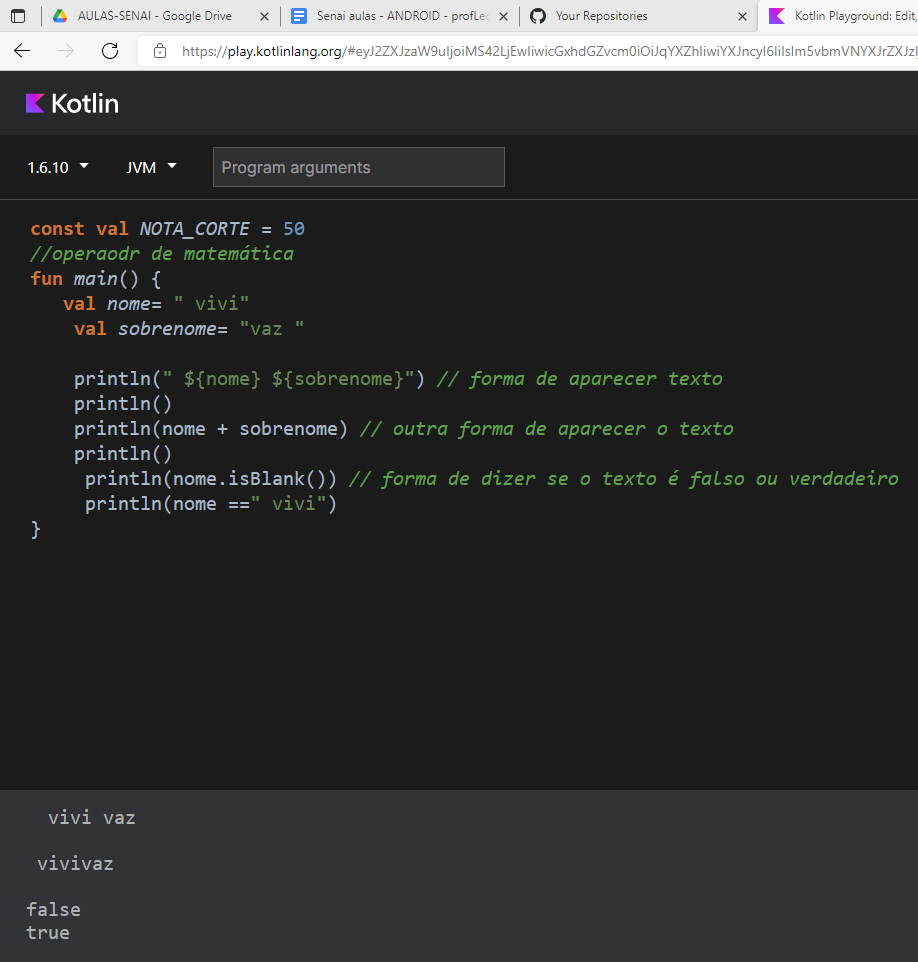 AULAS-SENAI - Google Drive
Senai aulas - ANDROID - profLec
Your Repositories
Kotlin Playground: Edit,
https://play.kotlinlang.org/#eyJ2ZXJzaW9uIjoiMS42LjEwIiwicGxhdGZvcm0iOiJqYXZhIiwiYXJncyI6IiIsIm5vbmVNYXJrZXJz
Kotlin
1.6.10
JVM
Program arguments
const val NOTA_CORTE = 50
//operaodr de matemática
fun main() {
   val nome= " vivi"
    val sobrenome= "vaz "
    println(" ${nome} ${sobrenome}") // forma de aparecer texto
    println()
    println(nome + sobrenome) // outra forma de aparecer o texto
    println()
     println(nome.isBlank()) // forma de dizer se o texto é falso ou verdadeiro
     println(nome ==" vivi")
}
  vivi vaz
 vivivaz
false
true